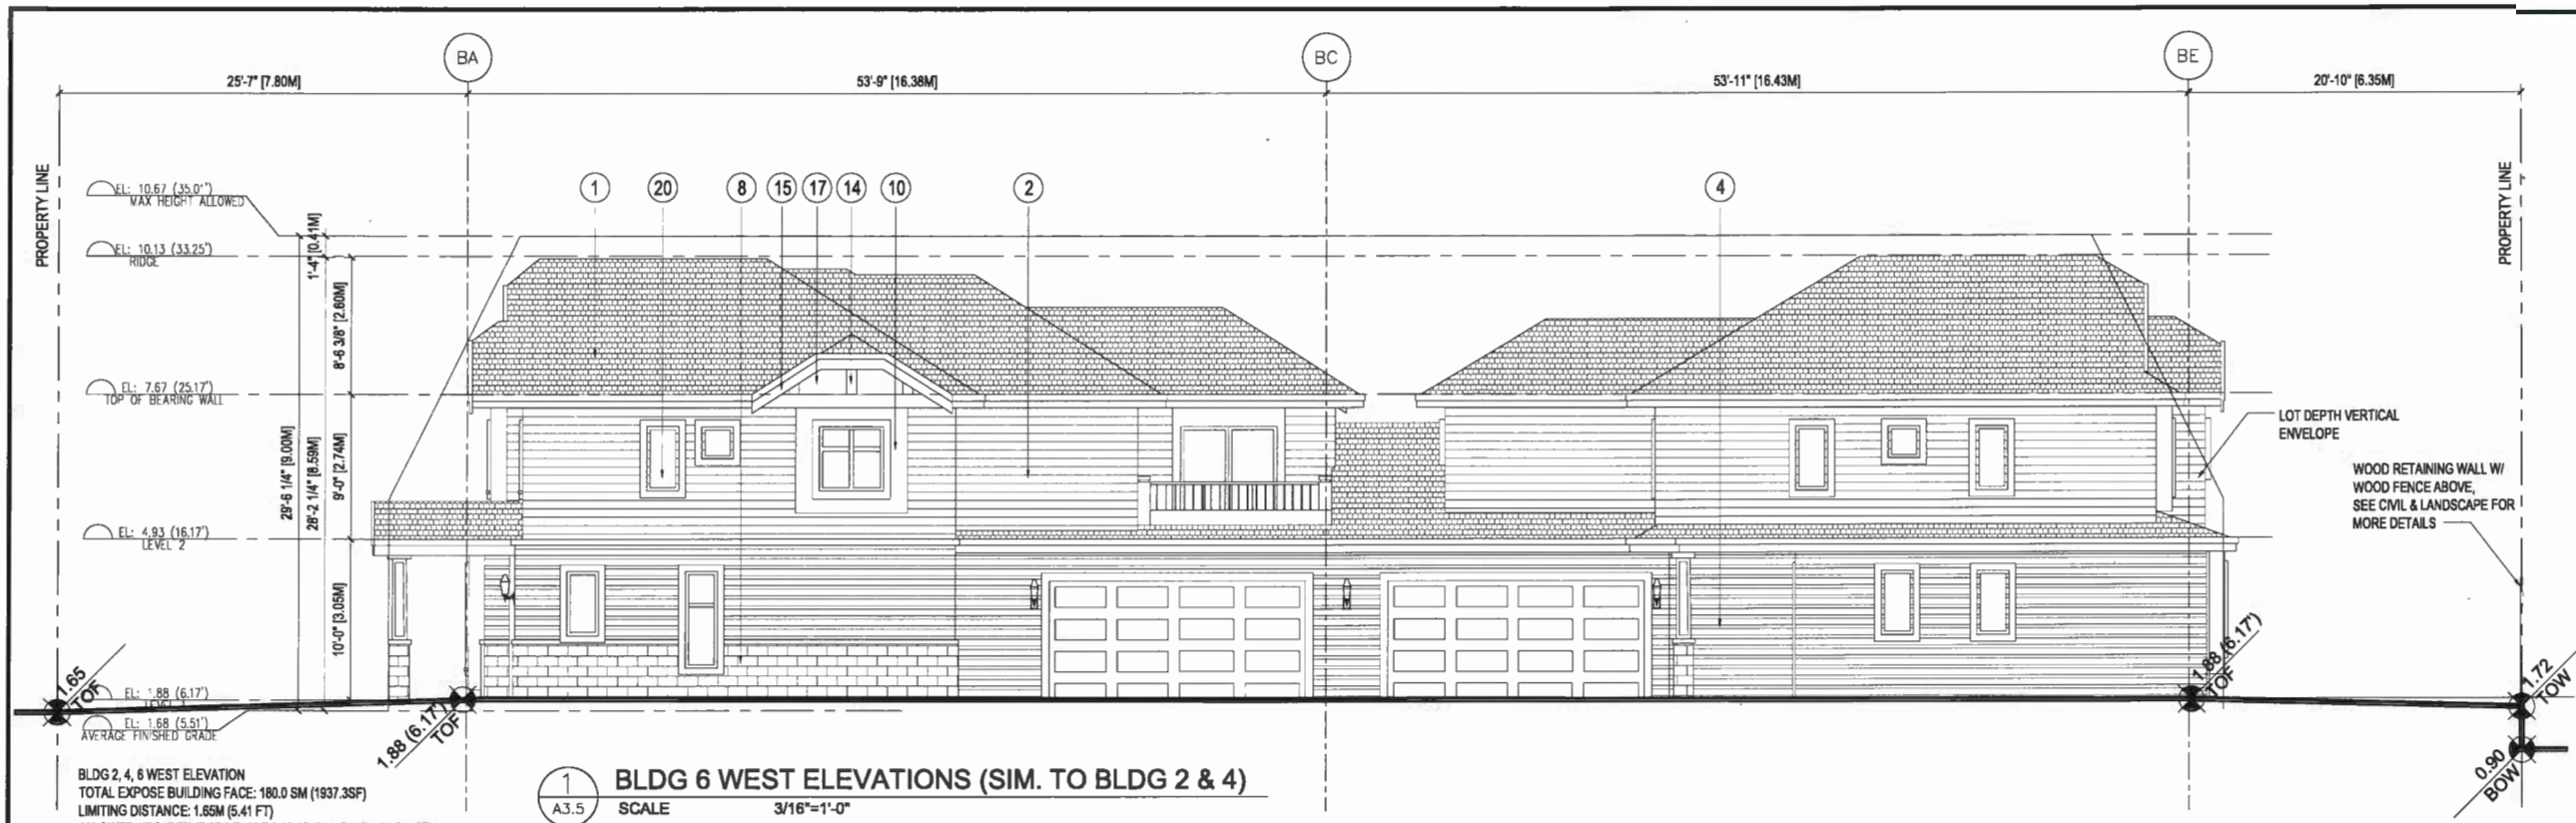 BA
BC
BE
25'-7" [7.80M]
53'-9" [16.38M]
53'-11" [16.43M]
20'-10" [6.35M]
PROPERTY LINE
PROPERTY LINE
EL: 10.67 (35.0')
MAX HEIGHT ALLOWED
1
20
8
15
17
14
10
2
4
EL: 10.13 (33.25')
RIDGE
1'-4" [0.41M]
8'-6 3/8" [2.60M]
EL: 7.67 (25.17')
TOP OF BEARING WALL
29'-6 1/4" [9.00M]
28'-2 1/4" [8.59M]
9'-0" [2.74M]
LOT DEPTH VERTICAL
ENVELOPE
WOOD RETAINING WALL W/
WOOD FENCE ABOVE,
SEE CIVIL & LANDSCAPE FOR
MORE DETAILS
EL: 4.93 (16.17')
LEVEL 2
10'-0" [3.05M]
1.65
TOF
EL: 1.88 (6.17')
EL: 1.68 (5.51')
AVERAGE FINISHED GRADE
1.88 (6.17')
TOF
1.88 (6.17')
TOF
1.72
TOW
0.90
BOW
BLDG 2, 4, 6 WEST ELEVATION
TOTAL EXPOSE BUILDING FACE: 180.0 SM (1937.3SF)
LIMITING DISTANCE: 1.65M (5.41 FT)
1
A3.5
BLDG 6 WEST ELEVATIONS (SIM. TO BLDG 2 & 4)
SCALE 3/16"=1'-0"